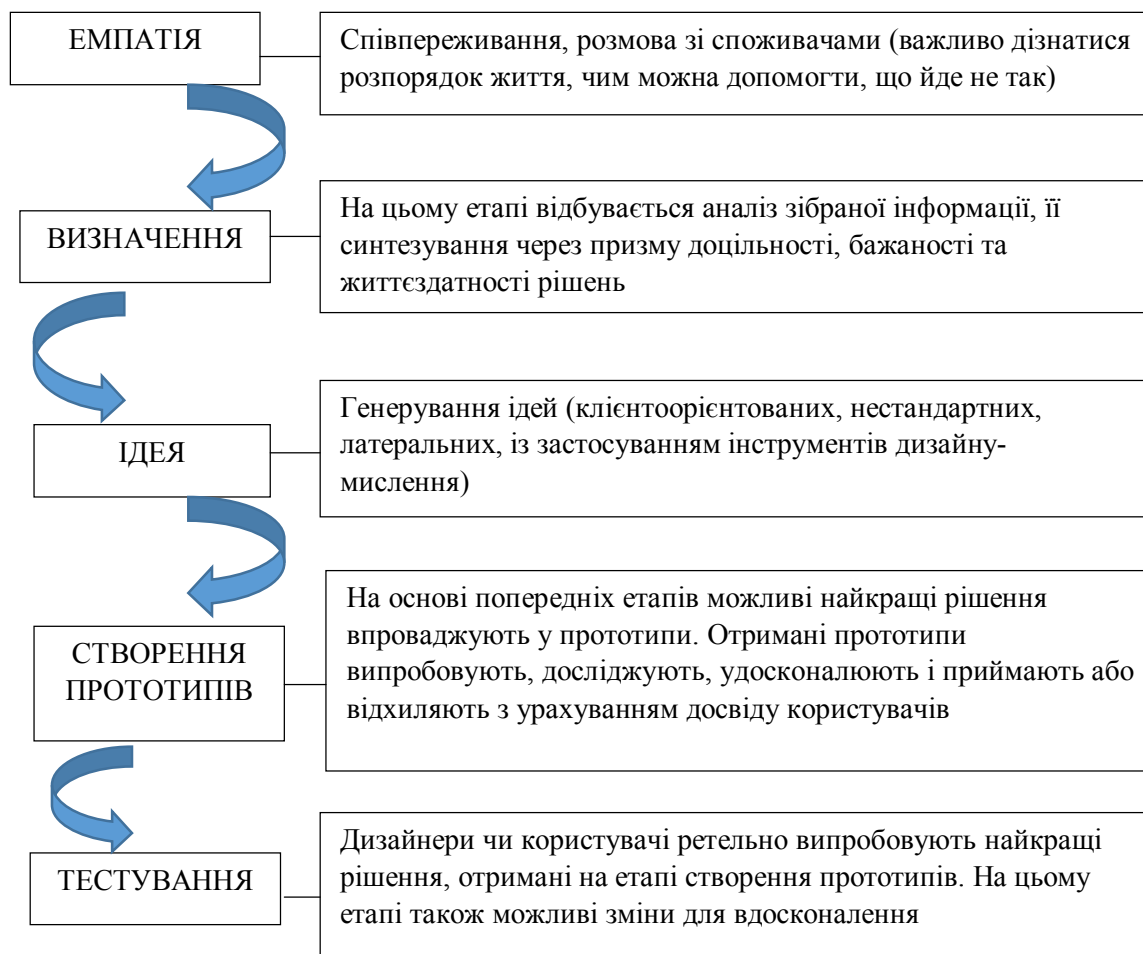 ЕМПАТІЯ
Співпереживання, розмова зі споживачами (важливо дізнатися
розпорядок життя, чим можна допомогти, що йде не так)
ВИЗНАЧЕННЯ
На цьому етапі відбувається аналіз зібраної інформації, її
синтезування через призму доцільності, бажаності та
життєздатності рішень
ІДЕЯ
Генерування ідей (клієнтоорієнтованих, нестандартних,
латеральних, із застосуванням інструментів дизайну-
мислення)
СТВОРЕННЯ
ПРОТОТИПІВ
На основі попередніх етапів можливі найкращі рішення
впроваджують у прототипи. Отримані прототипи
випробовують, досліджують, удосконалюють і приймають або
відхиляють з урахуванням досвіду користувачів
ТЕСТУВАННЯ
Дизайнери чи користувачі ретельно випробовують найкращі
рішення, отримані на етапі створення прототипів. На цьому
етапі також можливі зміни для вдосконалення